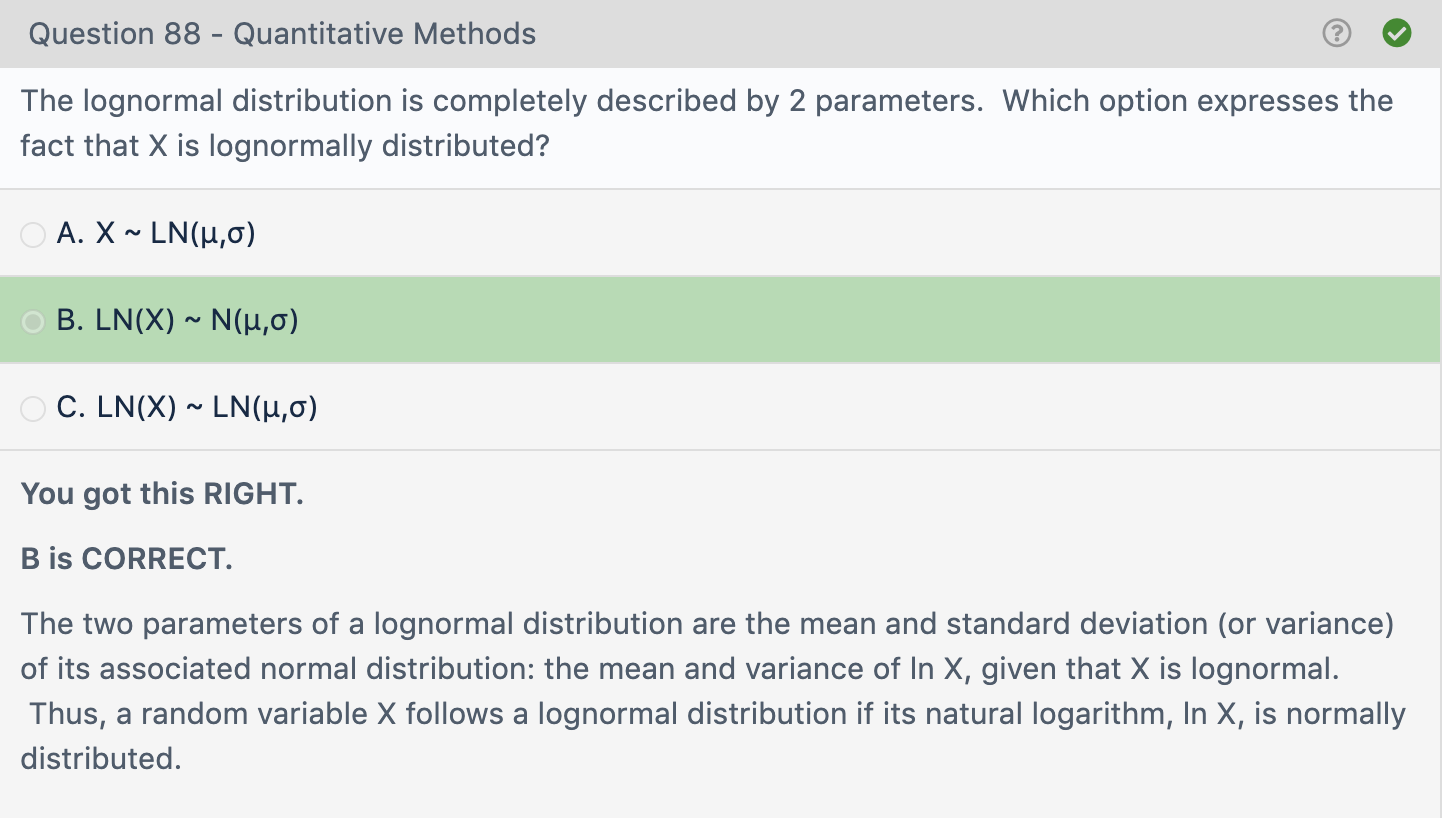 Question 88 - Quantitative Methods
The lognormal distribution is completely described by 2 parameters.  Which option expresses the
fact that X is lognormally distributed?
A. X ~ LN(μ,σ)
B. LN(X) ~ N(μ,σ)
C. LN(X) ~ LN(μ,σ)
You got this RIGHT.
B is CORRECT.
The two parameters of a lognormal distribution are the mean and standard deviation (or variance)
of its associated normal distribution: the mean and variance of ln X, given that X is lognormal.
Thus, a random variable X follows a lognormal distribution if its natural logarithm, ln X, is normally
distributed.